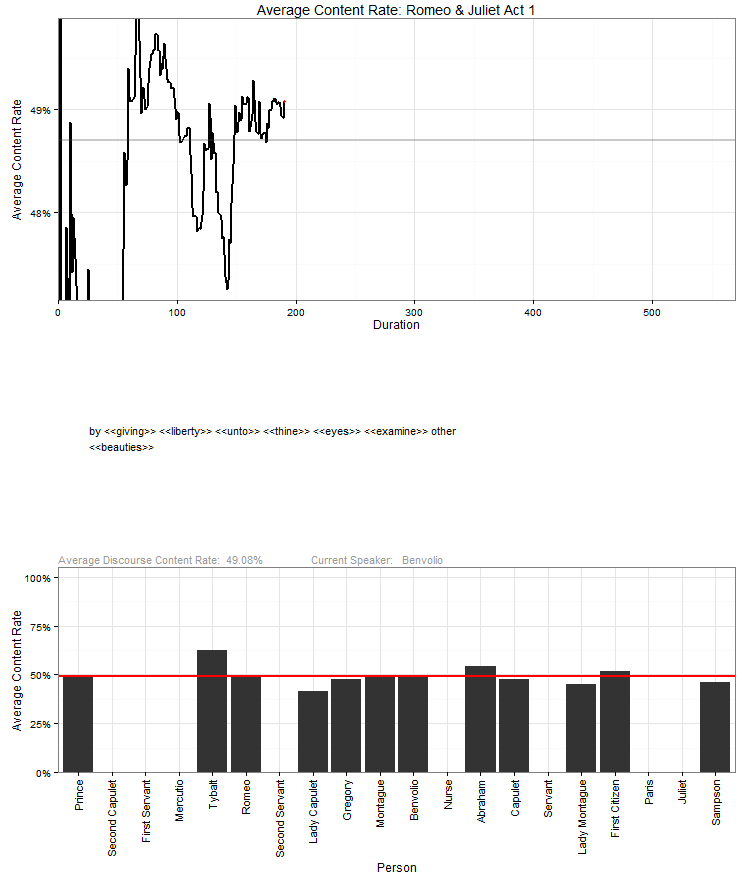 Average Content Rate: Romeo & Juliet Act 1
Average Content Rate
49%
48%
0 100 200 300 400 500
Duration
by <<giving>> <<liberty>> <<unto>> <<thine>> <<eyes>> <<examine>> other
<<beauties>>
Average Discourse Content Rate: 49.08% Current Speaker: Benvolio
Average Content Rate
100%
75%
50%
25%
0%
Prince
Second Capulet
First Servant
Mercutio
Tybalt
Romeo
Second Servant
Lady Capulet
Gregory
Montague
Benvolio
Nurse
Abraham
Capulet
Servant
Lady Montague
First Citizen
Paris
Juliet
Sampson
Person